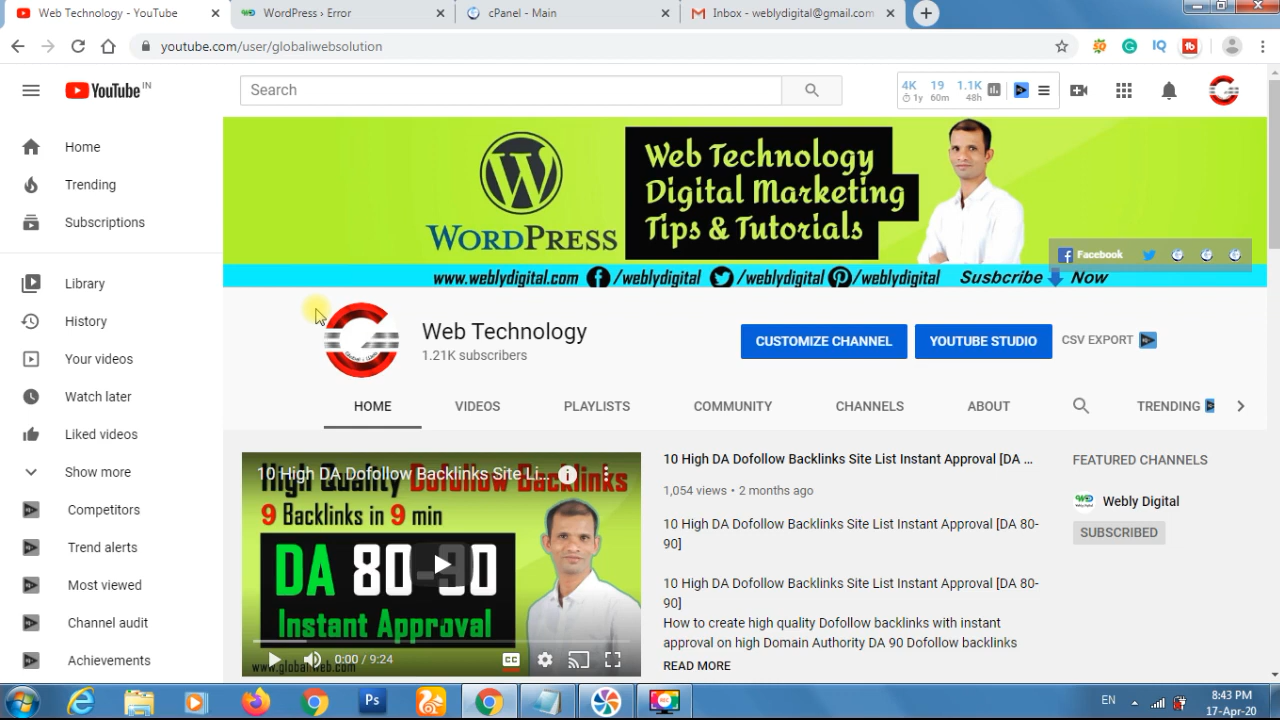 Web Technology - YouTube
WordPress › Error
cPanel - Main
Inbox - weblydigital@gmail.com
youtube.com/user/globaliwebsolution
YouTube IN
Search
4K 19 1.1K
1y 60m 48h
Home
Trending
Subscriptions
Library
History
Your videos
Watch later
Liked videos
Show more
Competitors
Trend alerts
Most viewed
Channel audit
Achievements
WORDPRESS
Web Technology
Digital Marketing
Tips & Tutorials
Facebook
www.weblydigital.com /weblydigital /weblydigital /weblydigital Susbcribe Now
Web Technology
1.21K subscribers
CUSTOMIZE CHANNEL
YOUTUBE STUDIO
CSV EXPORT
HOME VIDEOS PLAYLISTS COMMUNITY CHANNELS ABOUT TRENDING
10 High DA Dofollow Backlinks Site Li...
High Quality Dofollow Backlinks
9 Backlinks in 9 min
DA 80-90
Instant Approval
0:00 / 9:24
CC
10 High DA Dofollow Backlinks Site List Instant Approval [DA ...
1,054 views • 2 months ago
10 High DA Dofollow Backlinks Site List Instant Approval [DA 80-
90]
10 High DA Dofollow Backlinks Site List Instant Approval [DA 80-
90]
How to create high quality Dofollow backlinks with instant
approval on high Domain Authority DA 90 Dofollow backlinks
READ MORE
FEATURED CHANNELS
Webly Digital
SUBSCRIBED
Ps
REC
EN
8:43 PM
17-Apr-20